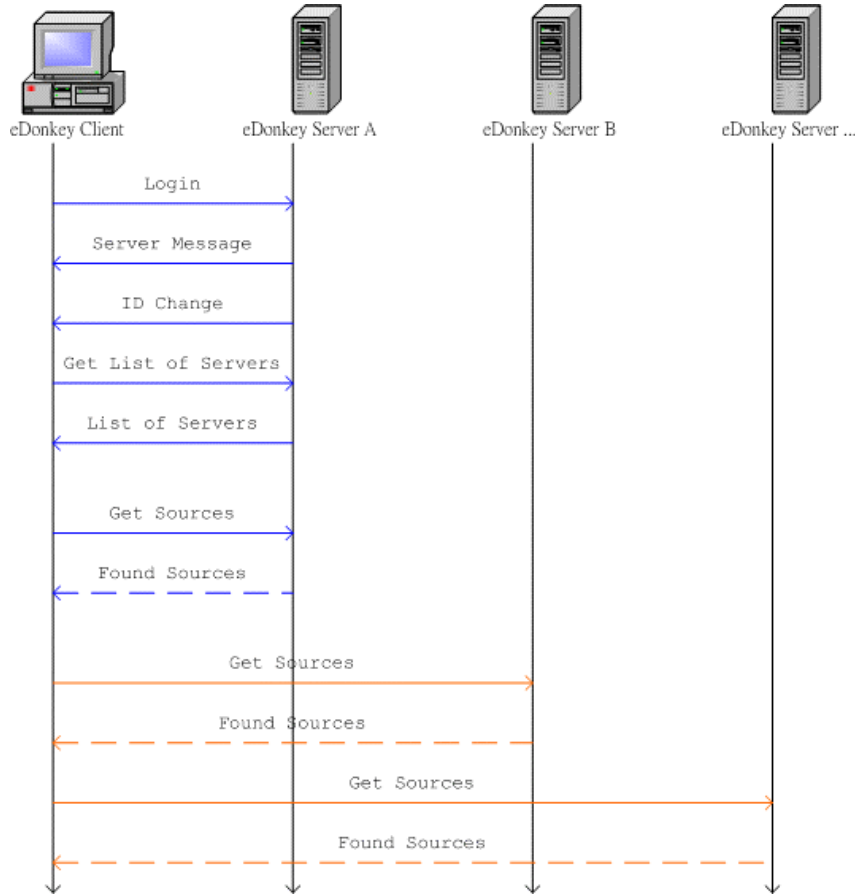 eDonkey Client
eDonkey Server A
eDonkey Server B
eDonkey Server ...
Login
Server Message
ID Change
Get List of Servers
List of Servers
Get Sources
Found Sources
Get Sources
Found Sources
Get Sources
Found Sources